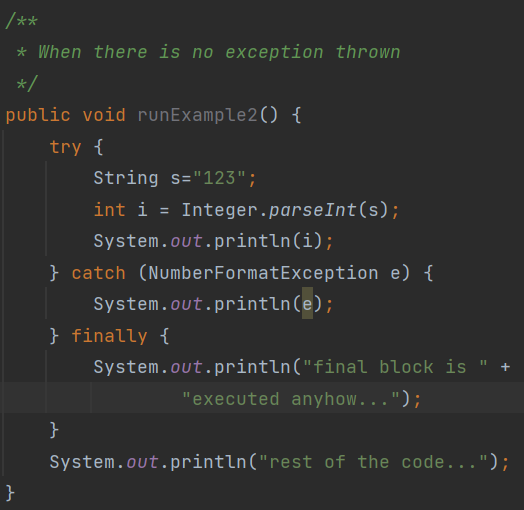 /**
 * When there is no exception thrown
 */
public void runExample2() {
    try {
        String s="123";
        int i = Integer.parseInt(s);
        System.out.println(i);
    } catch (NumberFormatException e) {
        System.out.println(e);
    } finally {
        System.out.println("final block is " +
                "executed anyhow...");
    }
    System.out.println("rest of the code...");
}